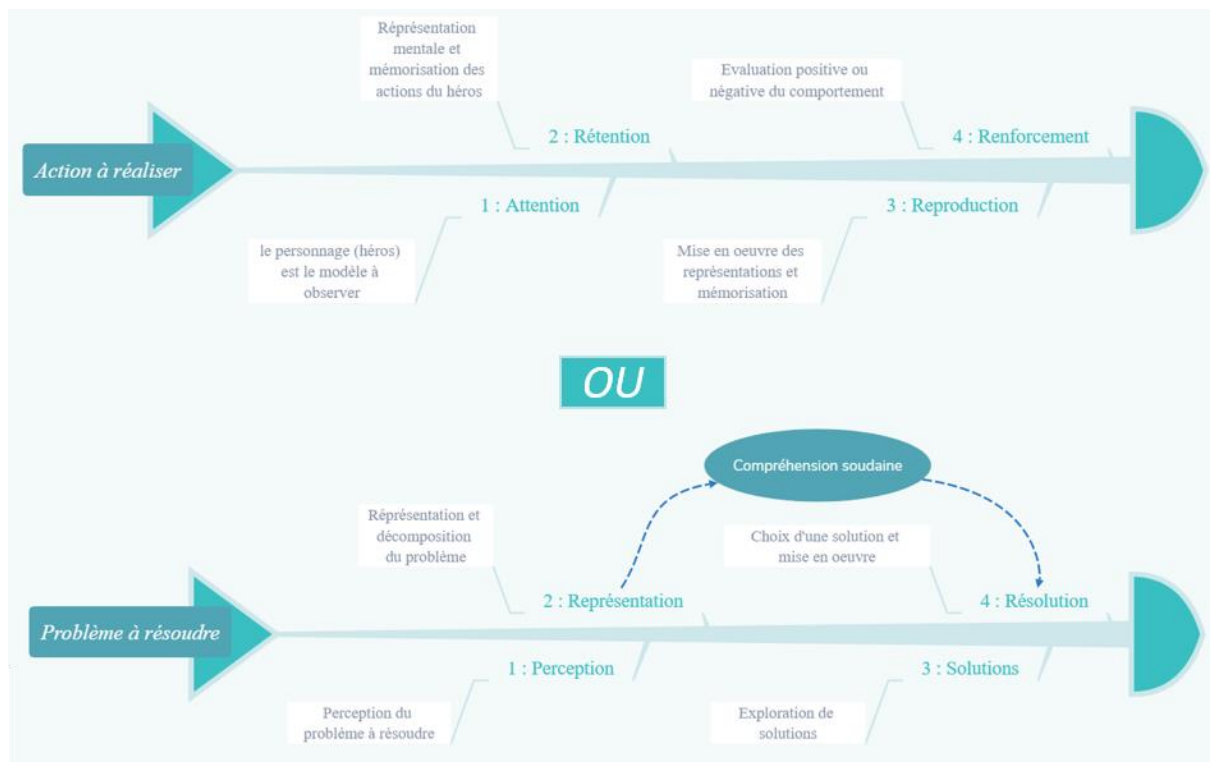 Réprésentation
mentale et
mémorisation des
actions du héros
Evaluation positive ou
négative du comportement
2 : Rétention
4 : Renforcement
Action à réaliser
1 : Attention
3 : Reproduction
le personnage (héros)
est le modèle à
observer
Mise en oeuvre des
représentations et
mémorisation
OU
Compréhension soudaine
Réprésentation et
décomposition
du problème
Choix d'une solution et
mise en oeuvre
2 : Représentation
4 : Résolution
Problème à résoudre
1 : Perception
3 : Solutions
Perception du
problème à résoudre
Exploration de
solutions